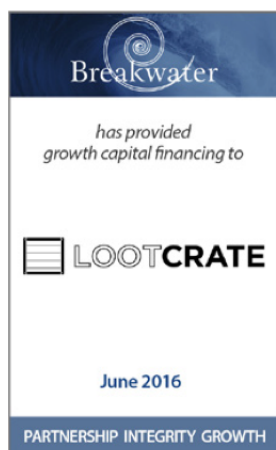 Breakwater
has provided
growth capital financing to
LOOTCRATE
June 2016
PARTNERSHIP INTEGRITY GROWTH